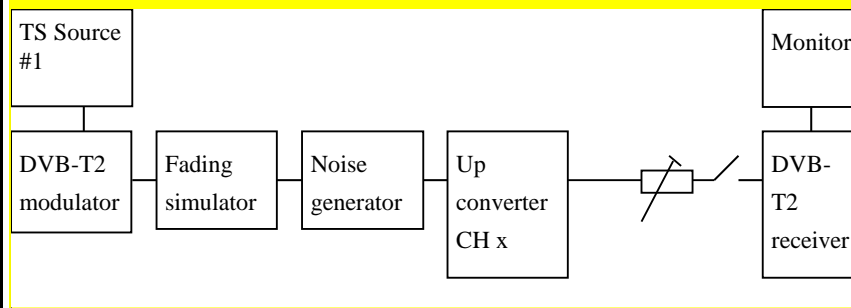 TS Source
#1
Monitor
DVB-T2
modulator
Fading
simulator
Noise
generator
Up
converter
CH x
DVB-
T2
receiver